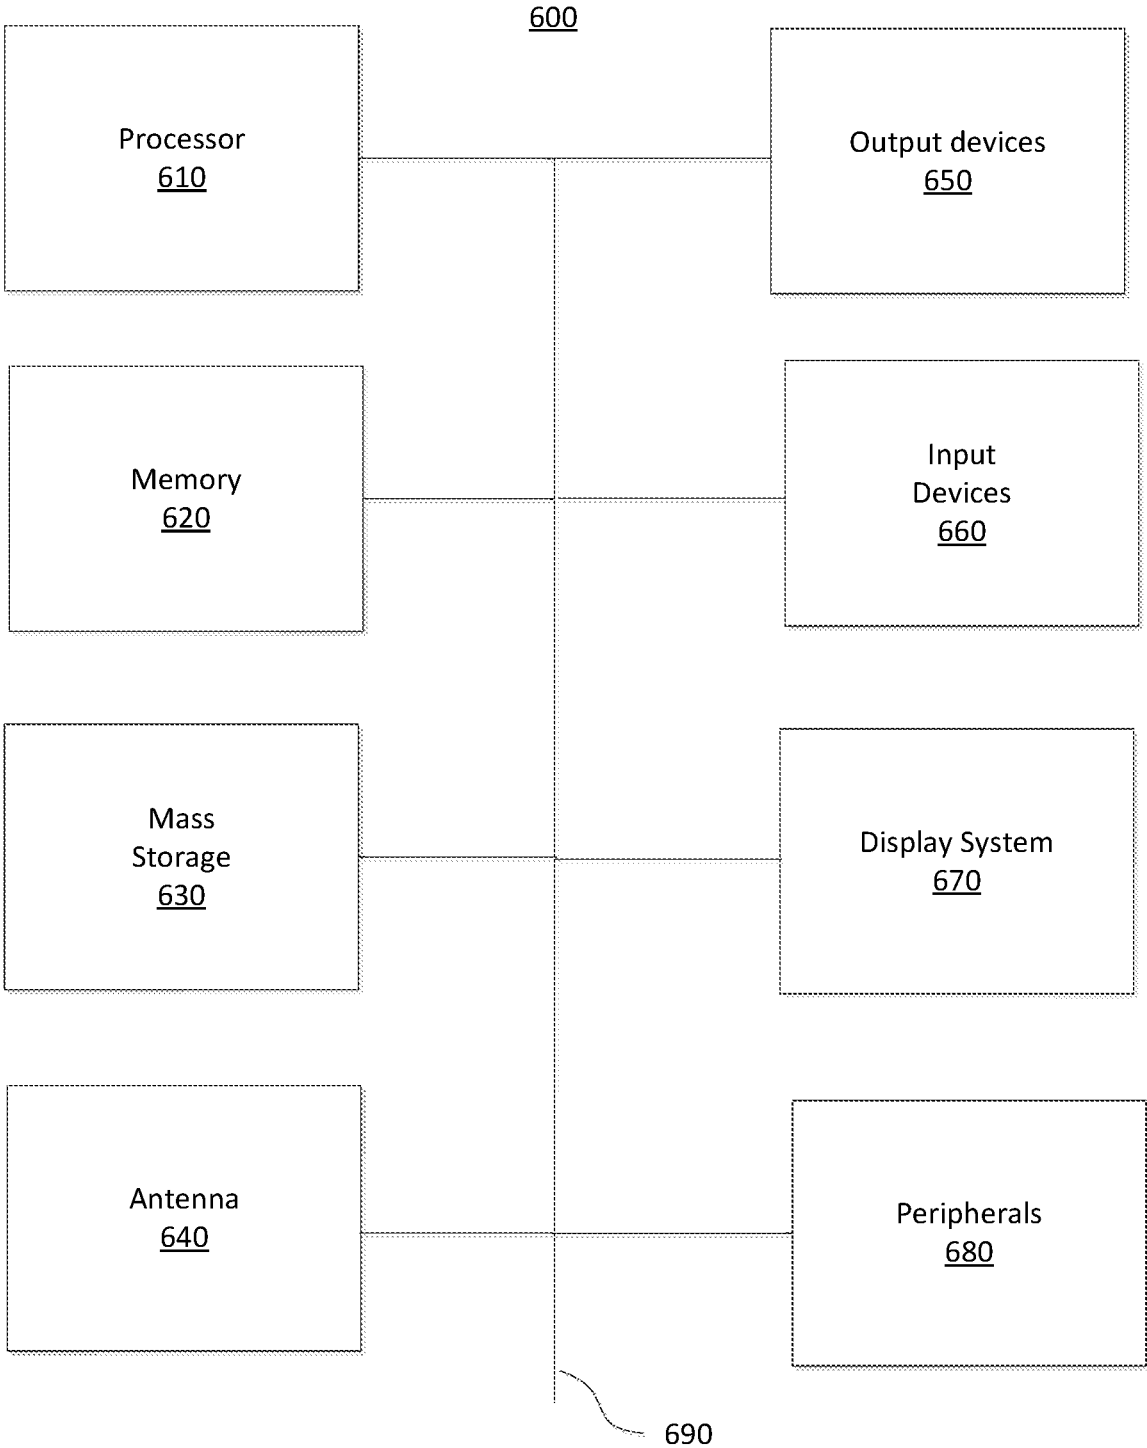 600
Processor
610
Output devices
650
Memory
620
Input
Devices
660
Mass
Storage
630
Display System
670
Antenna
640
Peripherals
680
690